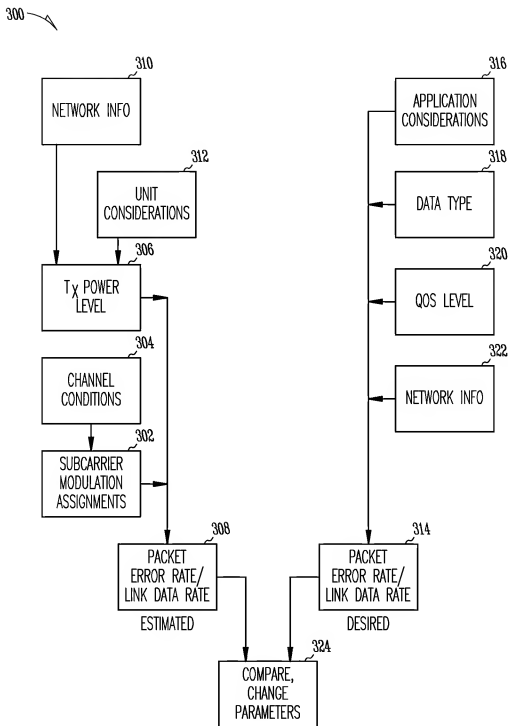 300
310
NETWORK INFO
312
UNIT
CONSIDERATIONS
306
TX POWER
LEVEL
304
CHANNEL
CONDITIONS
302
SUBCARRIER
MODULATION
ASSIGNMENTS
308
PACKET
ERROR RATE/
LINK DATA RATE
ESTIMATED
316
APPLICATION
CONSIDERATIONS
318
DATA TYPE
320
QOS LEVEL
322
NETWORK INFO
314
PACKET
ERROR RATE/
LINK DATA RATE
DESIRED
324
COMPARE,
CHANGE
PARAMETERS